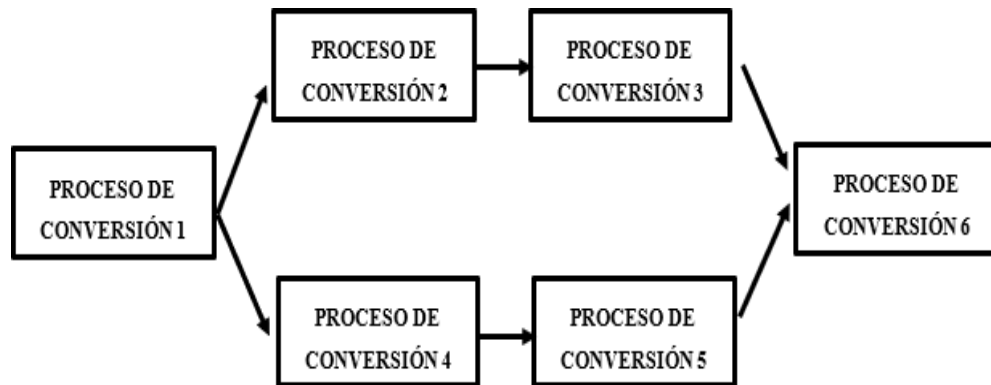 PROCESO DE
CONVERSIÓN 1
PROCESO DE
CONVERSIÓN 2
PROCESO DE
CONVERSIÓN 3
PROCESO DE
CONVERSIÓN 4
PROCESO DE
CONVERSIÓN 5
PROCESO DE
CONVERSIÓN 6